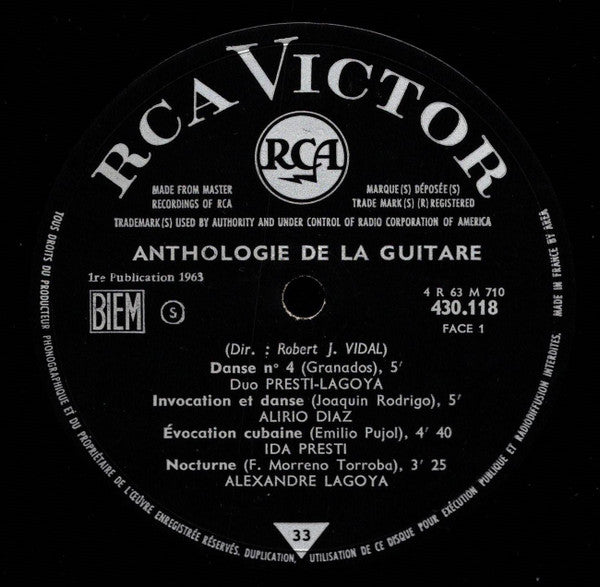 RCA VICTOR
RCA
MADE FROM MASTER
RECORDINGS OF RCA
MARQUE(S) DÉPOSÉE(S)
TRADE MARK(S) (R) REGISTERED
TRADEMARK(S) USED BY AUTHORITY AND UNDER CONTROL OF RADIO CORPORATION OF AMERICA
ANTHOLOGIE DE LA GUITARE
1re Publication 1963
BIEM
S
4 R 63 M 710
430.118
FACE 1
(Dir. : Robert J. VIDAL)
Danse n° 4 (Granados), 5'
Duo PRESTI-LAGOYA
Invocation et danse (Joaquin Rodrigo), 5'
ALIRIO DIAZ
Évocation cubaine (Emilio Pujol), 4' 40
IDA PRESTI
Nocturne (F. Morreno Torroba), 3' 25
ALEXANDRE LAGOYA
33
TOUS DROITS DU PRODUCTEUR PHONOGRAPHIQUE ET DU PROPRIÉTAIRE DE L'ŒUVRE ENREGISTRÉE RÉSERVÉS. DUPLICATION, UTILISATION DE CE DISQUE POUR EXÉCUTION PUBLIQUE ET RADIODIFFUSION INTERDITES. MADE IN FRANCE BY AREA